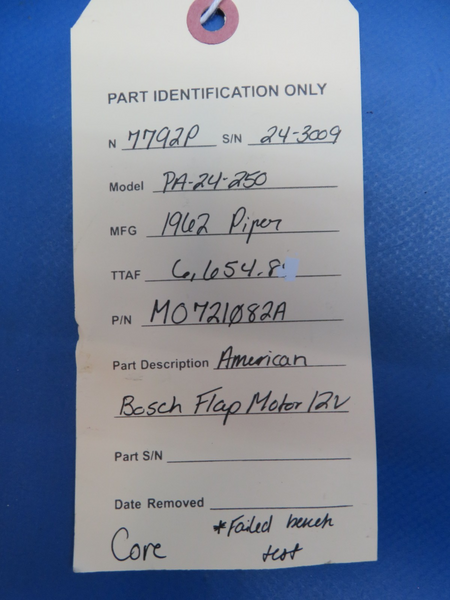 PART IDENTIFICATION ONLY
N 7792P S/N 24-3009
Model PA-24-250
MFG 1962 Piper
TTAF 6,654.8
P/N MO721082A
Part Description American
Bosch Flap Motor 12V
Part S/N
Date Removed
Core *Failed bench
test